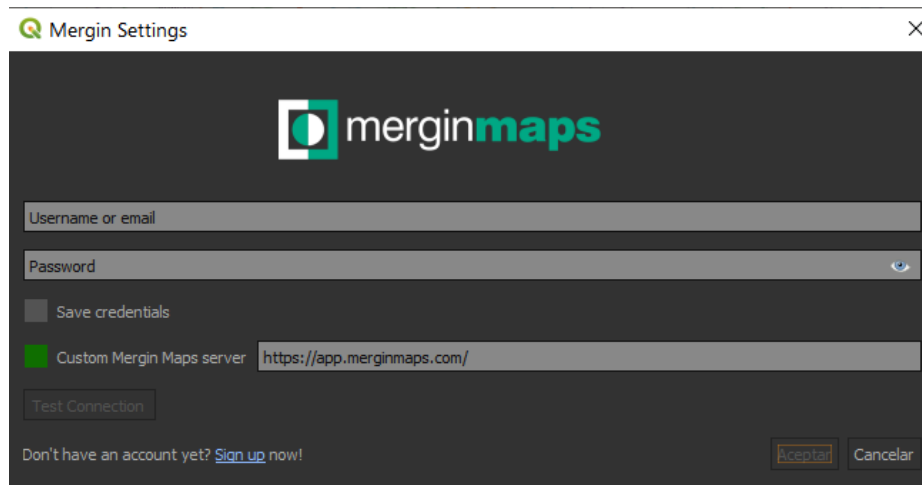 Mergin Settings
merginmaps
Username or email
Password
Save credentials
Custom Mergin Maps server https://app.merginmaps.com/
Test Connection
Don't have an account yet? Sign up now!
Aceptar Cancelar